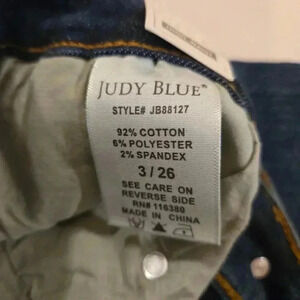 JUDY BLUE™
STYLE# JB88127
92% COTTON
6% POLYESTER
2% SPANDEX
3 / 26
SEE CARE ON
REVERSE SIDE
RN# 116380
MADE IN CHINA